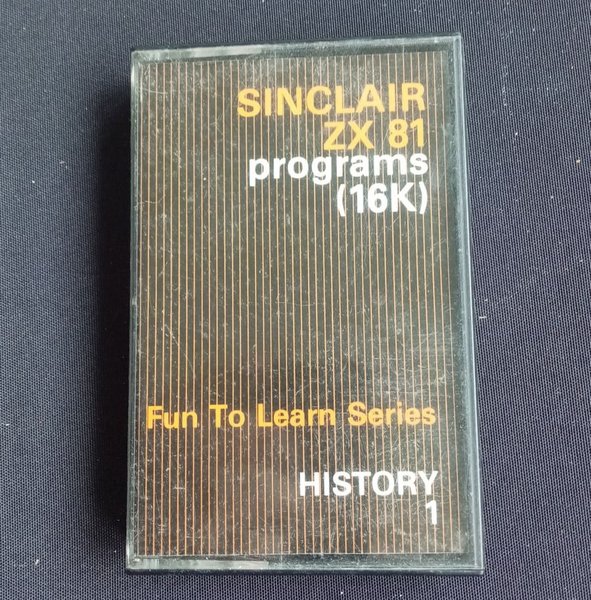 SINCLAIR
ZX 81
programs
(16K)
Fun To Learn Series
HISTORY
1